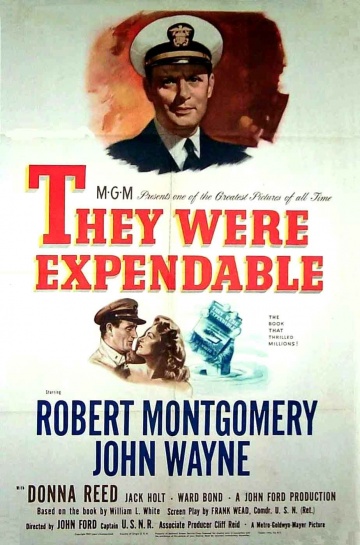 M-G-M Presents one of the Greatest Pictures of all Time
THEY WERE
EXPENDABLE
THE
BOOK
THAT
THRILLED
MILLIONS!
Starring
ROBERT MONTGOMERY
JOHN WAYNE
WITH DONNA REED JACK HOLT · WARD BOND · A JOHN FORD PRODUCTION
Based on the book by William L. White Screen Play by FRANK WEAD, Comdr. U. S. N. (Ret.)
Directed by JOHN FORD Captain U.S.N.R. Associate Producer Cliff Reid · A Metro-Goldwyn-Mayer Picture